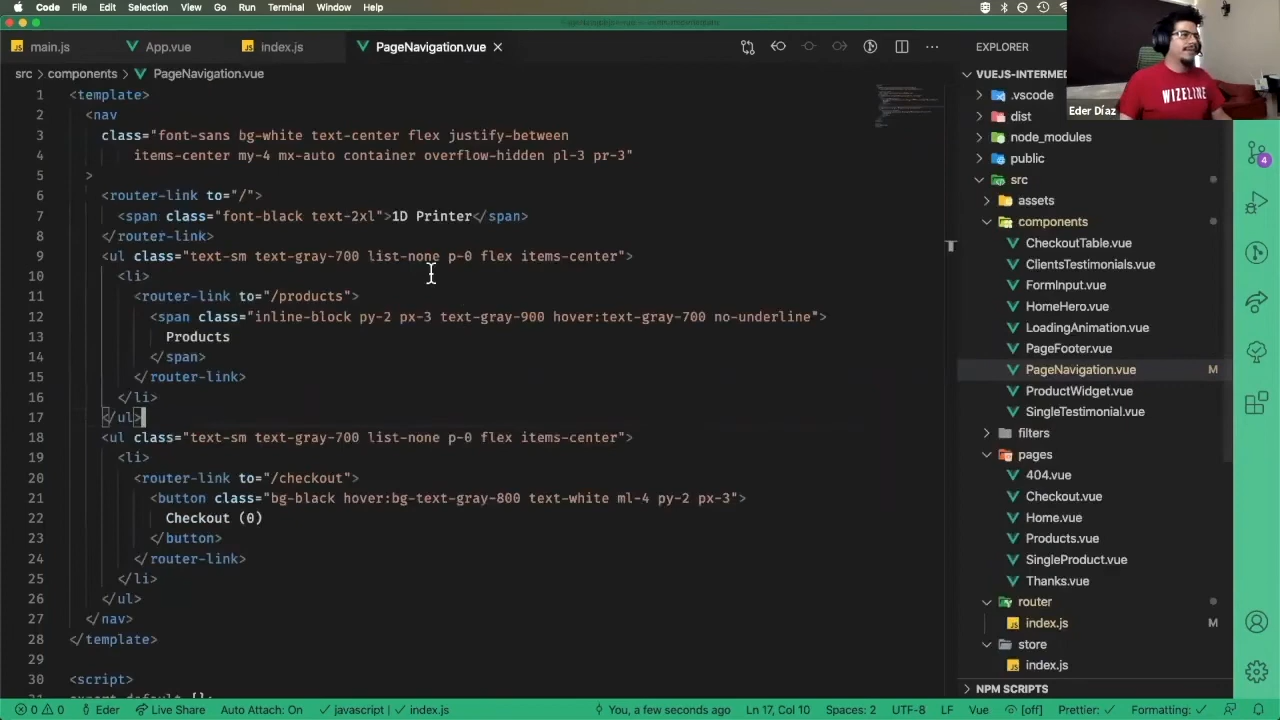 Code File Edit Selection View Go Run Terminal Window Help
main.js App.vue index.js PageNavigation.vue EXPLORER
WIZELINE
Eder Díaz
src components PageNavigation.vue
VUEJS-INTERMED
1 <template>
2 <nav
3 class="font-sans bg-white text-center flex justify-between
4 items-center my-4 mx-auto container overflow-hidden pl-3 pr-3"
5 >
6 <router-link to="/">
7 <span class="font-black text-2xl">1D Printer</span>
8 </router-link>
9 <ul class="text-sm text-gray-700 list-none p-0 flex items-center">
10 <li>
11 <router-link to="/products">
12 <span class="inline-block py-2 px-3 text-gray-900 hover:text-gray-700 no-underline">
13 Products
14 </span>
15 </router-link>
16 </li>
17 </ul>
18 <ul class="text-sm text-gray-700 list-none p-0 flex items-center">
19 <li>
20 <router-link to="/checkout">
21 <button class="bg-black hover:bg-text-gray-800 text-white ml-4 py-2 px-3">
22 Checkout (0)
23 </button>
24 </router-link>
25 </li>
26 </ul>
27 </nav>
28 </template>
29
30 <script>
31 export default {};
.vscode
dist
node_modules
public
src
assets
components
CheckoutTable.vue
ClientsTestimonials.vue
FormInput.vue
HomeHero.vue
LoadingAnimation.vue
PageFooter.vue
PageNavigation.vue M
ProductWidget.vue
SingleTestimonial.vue
filters
pages
404.vue
Checkout.vue
Home.vue
Products.vue
SingleProduct.vue
Thanks.vue
router
index.js M
store
index.js
NPM SCRIPTS
4
0 0 Eder Live Share Auto Attach: On javascript | index.js You, a few seconds ago Ln 17, Col 10 Spaces: 2 UTF-8 LF Vue [off] Prettier: Formatting: